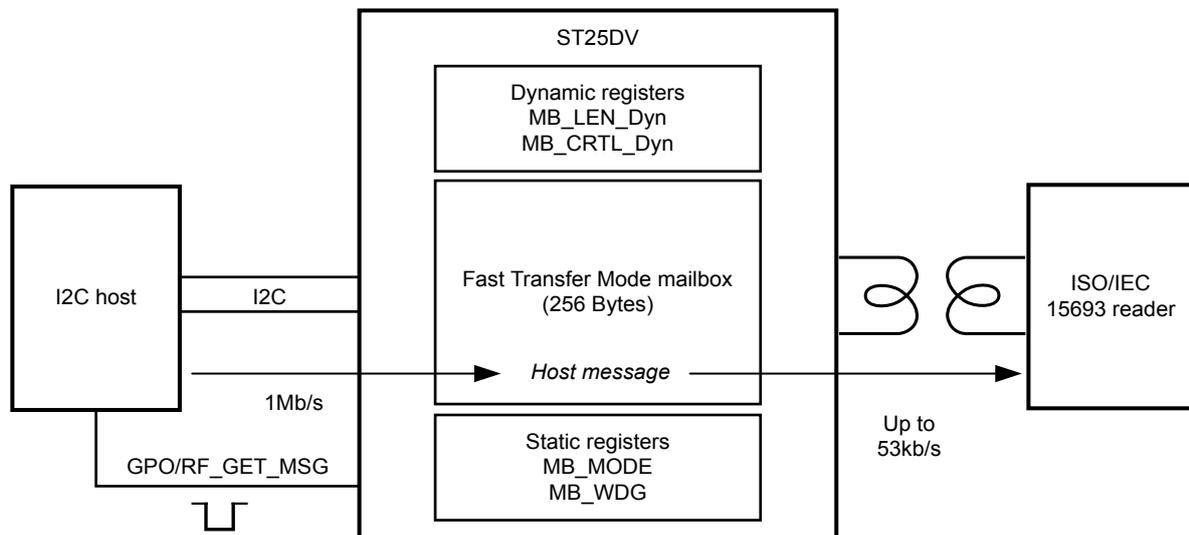 ST25DV
Dynamic registers
MB_LEN_Dyn
MB_CRTL_Dyn
I2C host
I2C
Fast Transfer Mode mailbox
(256 Bytes)
ISO/IEC
15693 reader
Host message
1Mb/s
Up to
53kb/s
GPO/RF_GET_MSG
Static registers
MB_MODE
MB_WDG